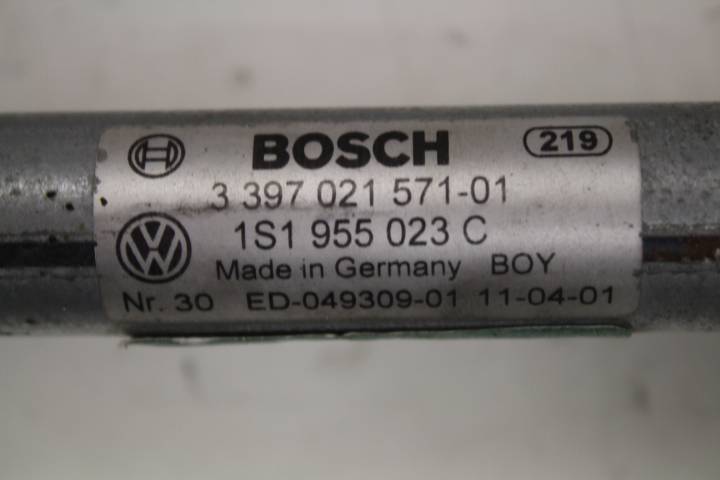 BOSCH 219
3 397 021 571-01
1S1 955 023 C
Made in Germany BOY
Nr. 30 ED-049309-01 11-04-01